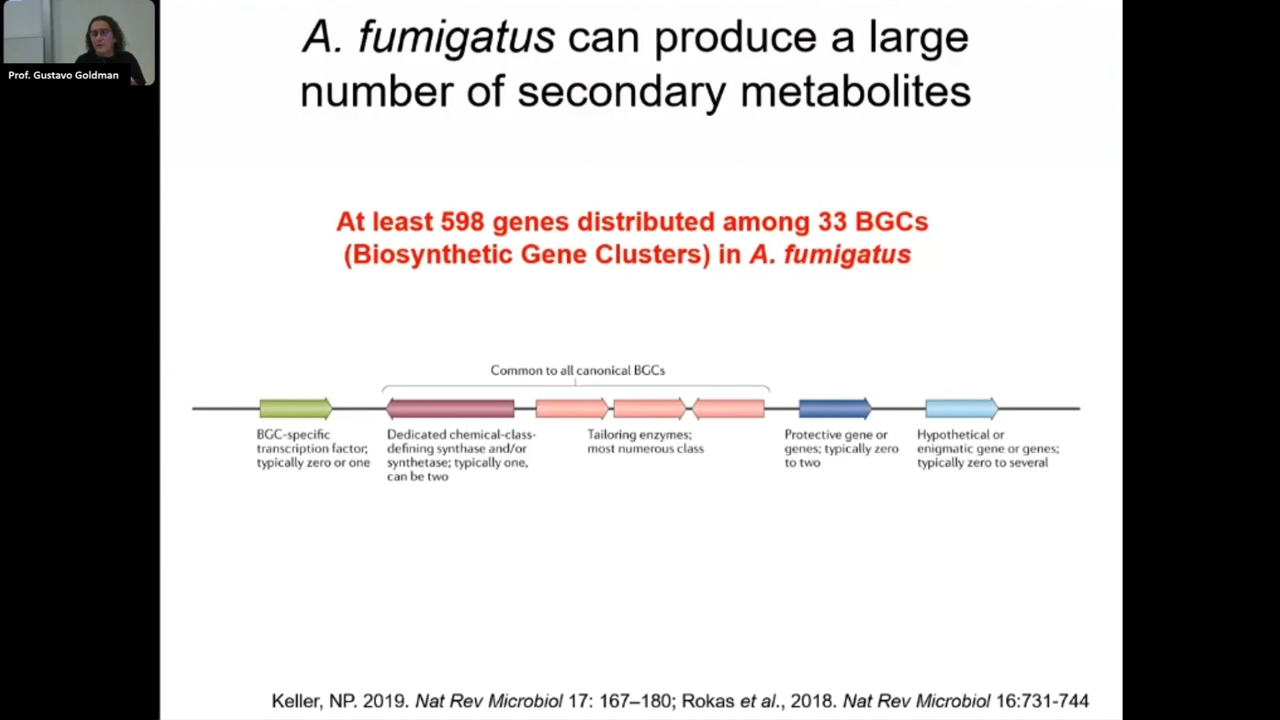 Prof. Gustavo Goldman
A. fumigatus can produce a large
number of secondary metabolites
At least 598 genes distributed among 33 BGCs
(Biosynthetic Gene Clusters) in A. fumigatus
Common to all canonical BGCs
BGC-specific
transcription factor;
typically zero or one
Dedicated chemical-class-
defining synthase and/or
synthetase; typically one,
can be two
Tailoring enzymes;
most numerous class
Protective gene or
genes; typically zero
to two
Hypothetical or
enigmatic gene or genes;
typically zero to several
Keller, NP. 2019. Nat Rev Microbiol 17: 167–180; Rokas et al., 2018. Nat Rev Microbiol 16:731-744